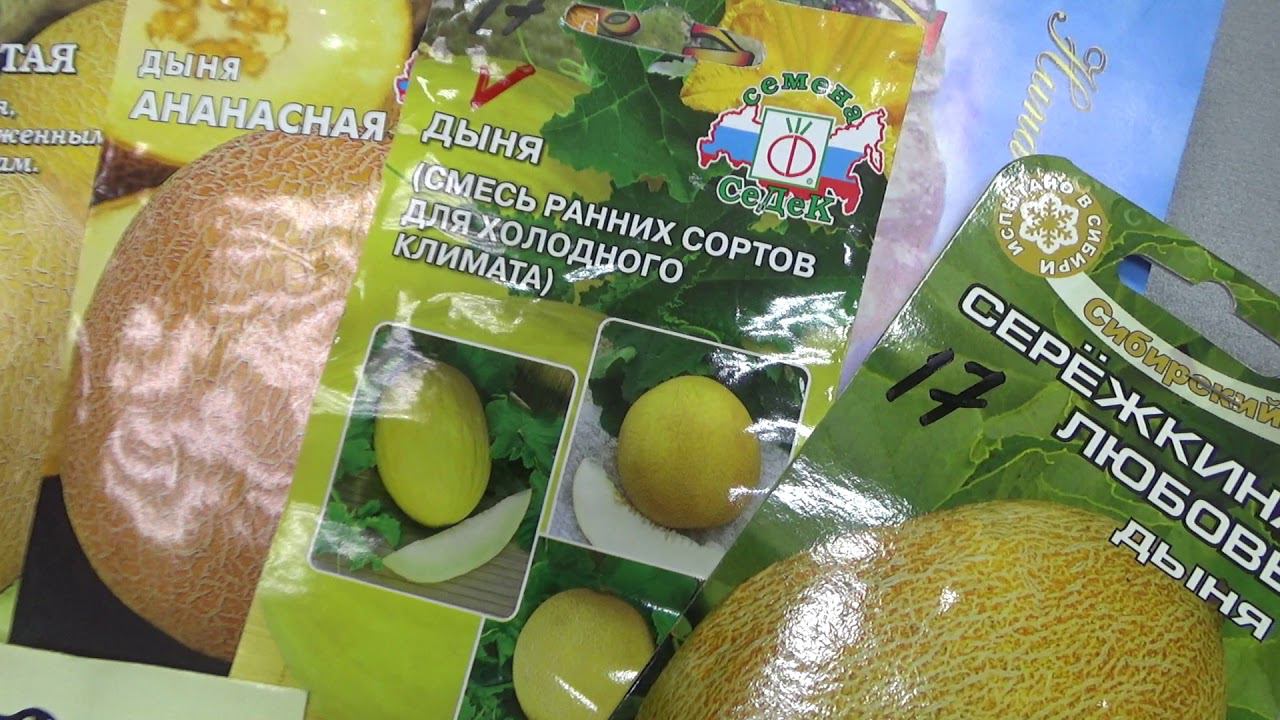 ТАЯ
ДЫНЯ
АНАНАСНАЯ
17
ДЫНЯ
(СМЕСЬ РАННИХ СОРТОВ
ДЛЯ ХОЛОДНОГО
КЛИМАТА)
семена
СеДеК
ИСПЫТАНО В СИБИРИ
Сибирский
17
СЕРЁЖКИН
ЛЮБОВЬ
ДЫНЯ